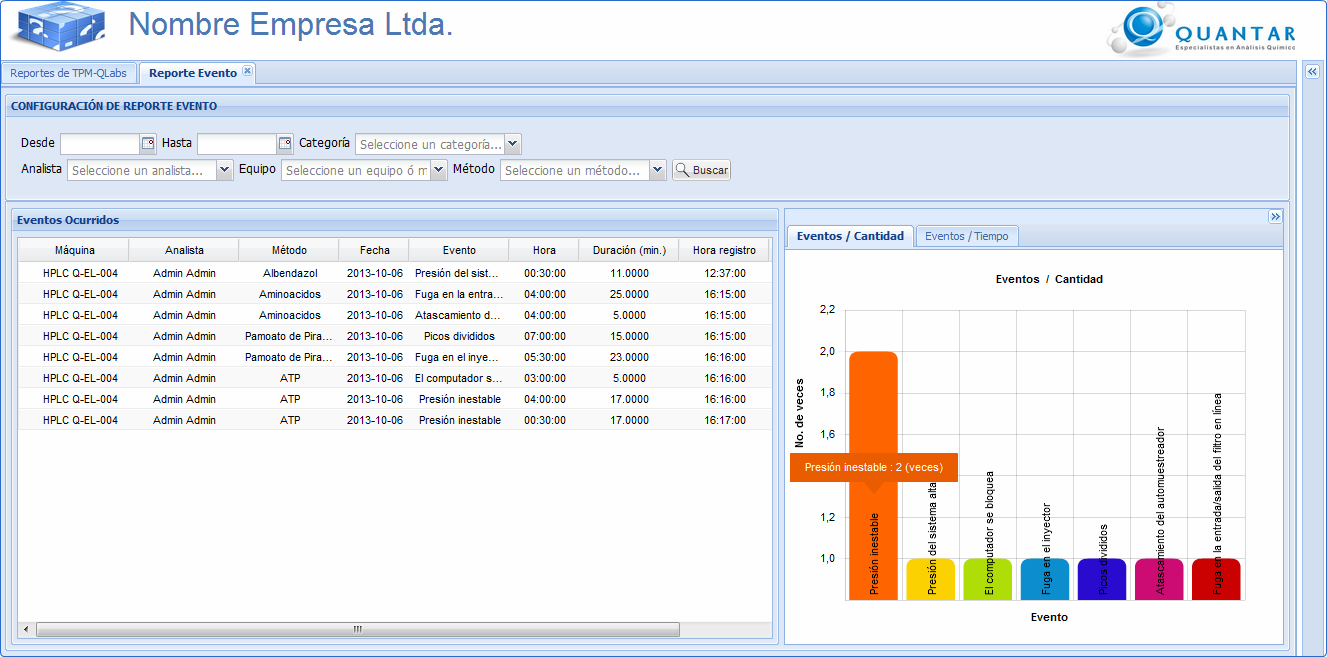 Nombre Empresa Ltda.
QUANTAR
Especialistas en Análisis Químico
Reportes de TPM-QLabs Reporte Evento
CONFIGURACIÓN DE REPORTE EVENTO
Desde Hasta Categoría Seleccione un categoría...
Analista Seleccione un analista... Equipo Seleccione un equipo ó m Método Seleccione un método... Buscar
Eventos Ocurridos
Máquina Analista Método Fecha Evento Hora Duración (min.) Hora registro
HPLC Q-EL-004 Admin Admin Albendazol 2013-10-06 Presión del sist... 00:30:00 11.0000 12:37:00
HPLC Q-EL-004 Admin Admin Aminoacidos 2013-10-06 Fuga en la entra... 04:00:00 25.0000 16:15:00
HPLC Q-EL-004 Admin Admin Aminoacidos 2013-10-06 Atascamiento d... 04:00:00 5.0000 16:15:00
HPLC Q-EL-004 Admin Admin Pamoato de Pira... 2013-10-06 Picos divididos 07:00:00 15.0000 16:15:00
HPLC Q-EL-004 Admin Admin Pamoato de Pira... 2013-10-06 Fuga en el inye... 05:30:00 23.0000 16:16:00
HPLC Q-EL-004 Admin Admin ATP 2013-10-06 El computador s... 03:00:00 5.0000 16:16:00
HPLC Q-EL-004 Admin Admin ATP 2013-10-06 Presión inestable 04:00:00 17.0000 16:16:00
HPLC Q-EL-004 Admin Admin ATP 2013-10-06 Presión inestable 00:30:00 17.0000 16:17:00
Eventos / Cantidad Eventos / Tiempo
Eventos / Cantidad
No. de veces
2,2
2,0
1,8
1,6
1,2
1,0
Presión inestable : 2 (veces)
Presión inestable
Presión del sistema alta
El computador se bloquea
Fuga en el inyector
Picos divididos
Atascamiento del automuestreador
Fuga en la entrada/salida del filtro en línea
Evento